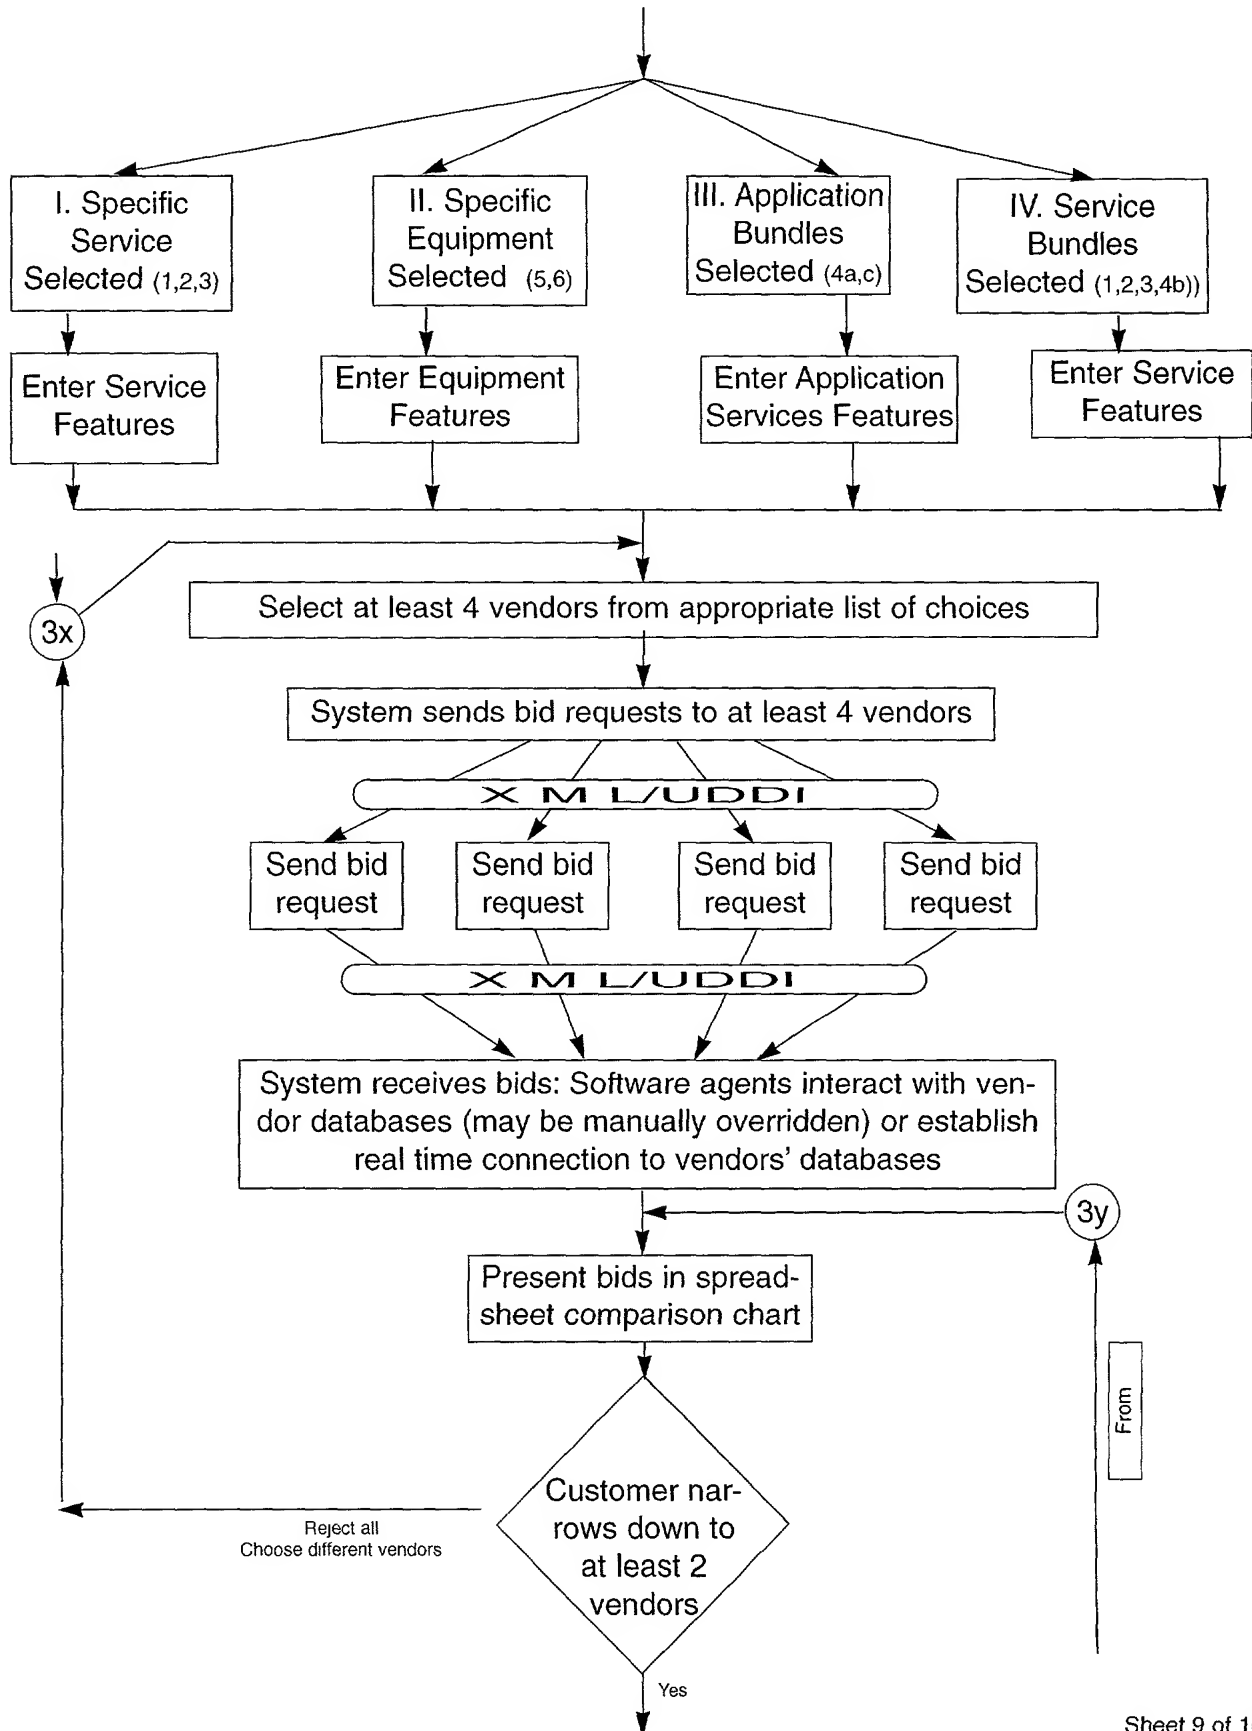 I. Specific
Service
Selected (1,2,3)
II. Specific
Equipment
Selected (5,6)
III. Application
Bundles
Selected (4a,c)
IV. Service
Bundles
Selected (1,2,3,4b))
Enter Service
Features
Enter Equipment
Features
Enter Application
Services Features
Enter Service
Features
3x
Select at least 4 vendors from appropriate list of choices
System sends bid requests to at least 4 vendors
X M L/UDDI
Send bid
request
Send bid
request
Send bid
request
Send bid
request
X M L/UDDI
System receives bids: Software agents interact with ven-
dor databases (may be manually overridden) or establish
real time connection to vendors' databases
3y
Present bids in spread-
sheet comparison chart
From
Customer nar-
rows down to
at least 2
vendors
Reject all
Choose different vendors
Yes
Sheet 9 of 1